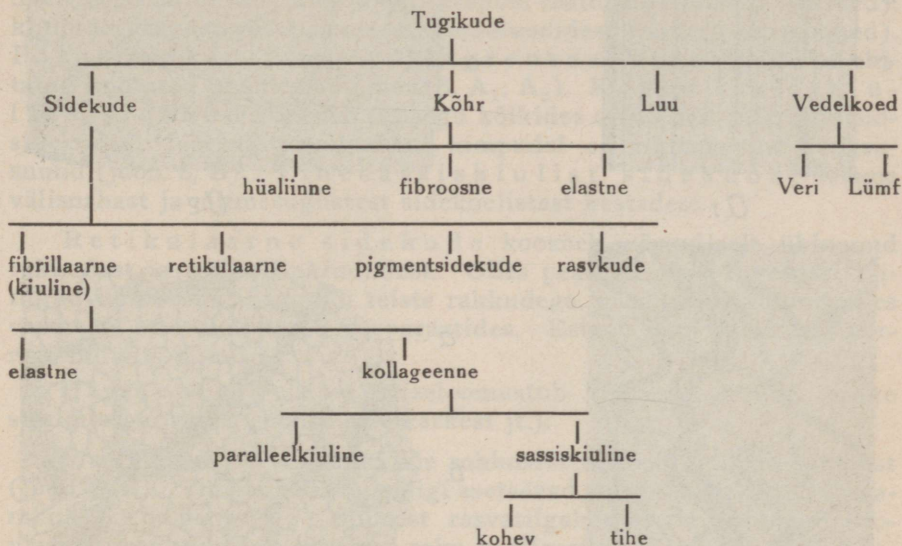 Tugikude
Sidekude Kõhr Luu Vedelkoed
hüaliinne fibroosne elastne Veri Lümf
fibrillaarne retikulaarne pigmentsidekude rasvkude
(kiuline)
elastne kollageenne
paralleelkiuline sassiskiuline
kohev tihe